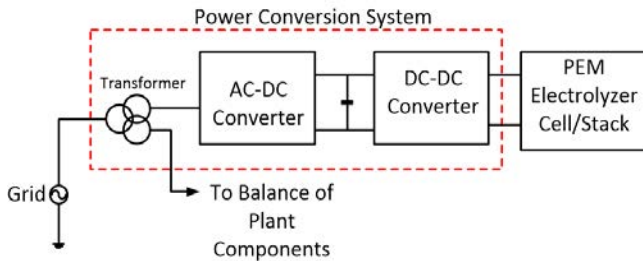 Power Conversion System
Transformer
AC-DC
Converter
DC-DC
Converter
PEM
Electrolyzer
Cell/Stack
Grid
To Balance of
Plant
Components